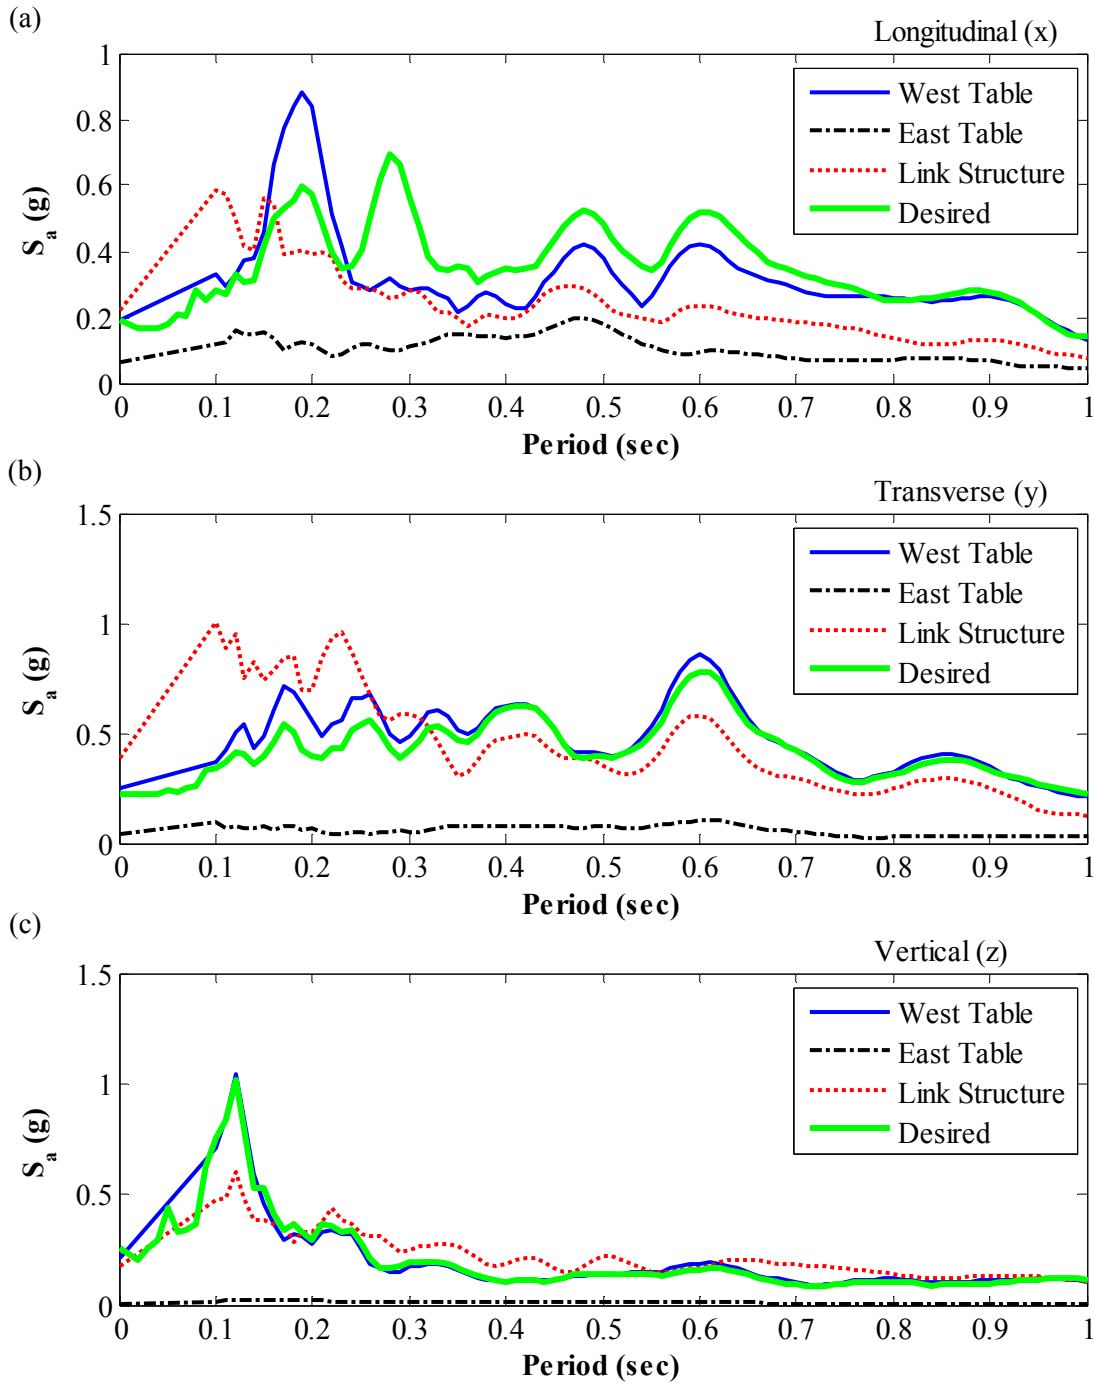 (a)
Longitudinal (x)
1
0.8
0.6
0.4
0.2
0
S_a (g)
West Table
East Table
Link Structure
Desired
0 0.1 0.2 0.3 0.4 0.5 0.6 0.7 0.8 0.9 1
Period (sec)
(b)
Transverse (y)
1.5
1
0.5
0
S_a (g)
West Table
East Table
Link Structure
Desired
0 0.1 0.2 0.3 0.4 0.5 0.6 0.7 0.8 0.9 1
Period (sec)
(c)
Vertical (z)
1.5
1
0.5
0
S_a (g)
West Table
East Table
Link Structure
Desired
0 0.1 0.2 0.3 0.4 0.5 0.6 0.7 0.8 0.9 1
Period (sec)